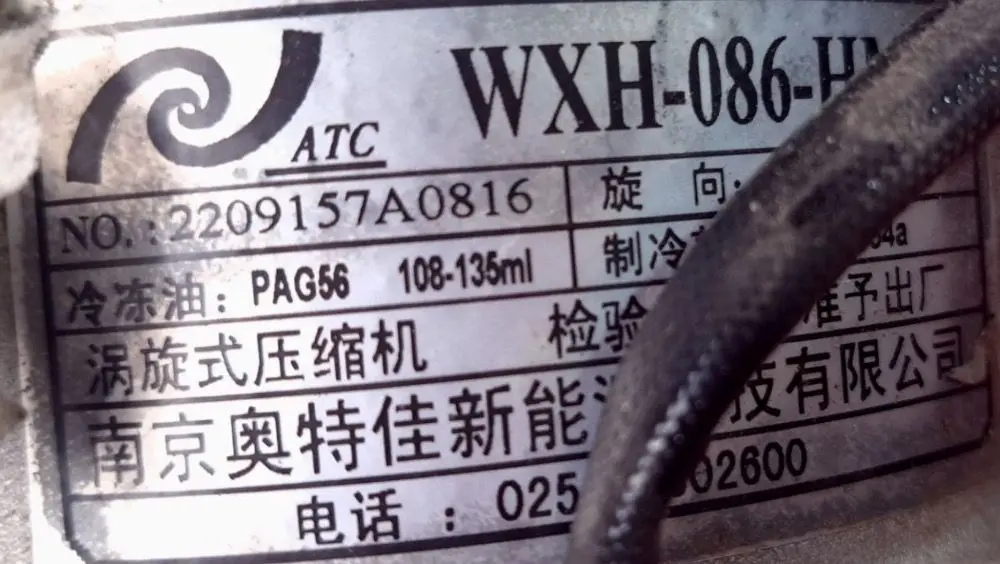 ATC
WXH-086-H
NO.: 2209157A0816 旋 向
冷冻油: PAG56 108-135ml 制冷 4a
涡旋式压缩机 检验 准予出厂
南京奥特佳新能 技有限公司
电话 : 025 02600